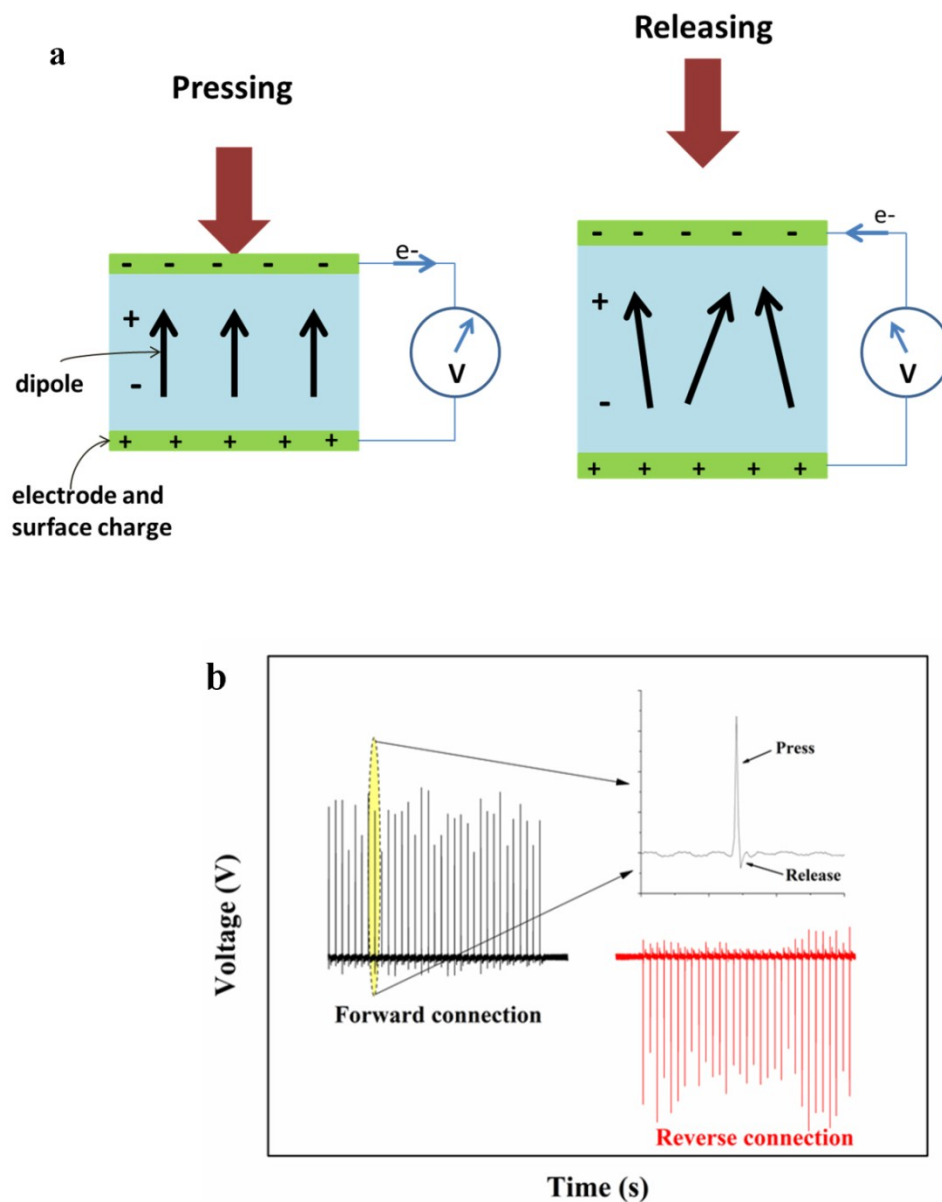 a
Pressing
Releasing
- - - - -
e-
+
-
dipole
V
+ + + + +
electrode and
surface charge
- - - - -
e-
+
-
V
+ + + + +
b
Press
Release
Voltage (V)
Forward connection
Reverse connection
Time (s)